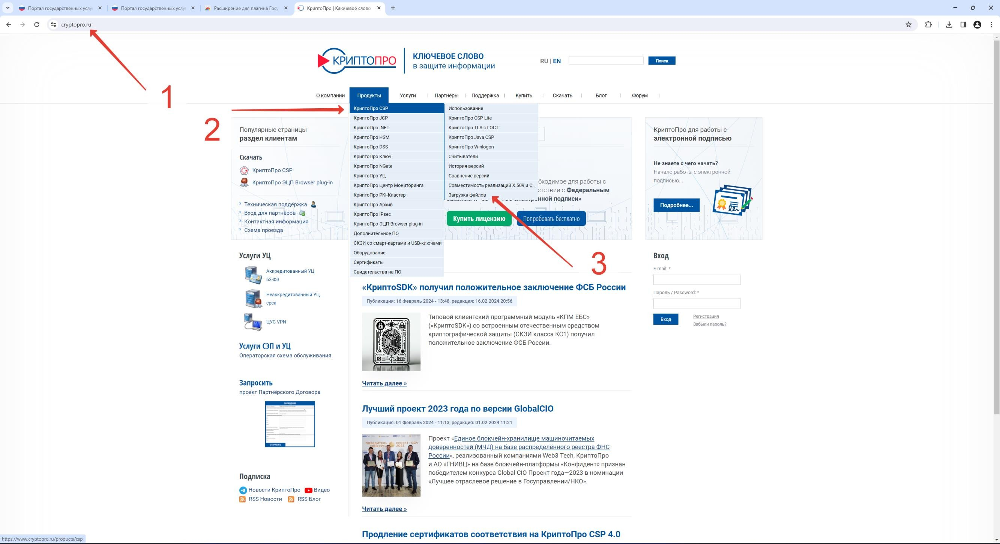 Портал государственных услу
Портал государственных услу
Расширение для плагина Госу
КриптоПро | Ключевое слово
cryptopro.ru
1
2
3
КРИПТОПРО
КЛЮЧЕВОЕ СЛОВО
в защите информации
RU | EN
Поиск
О компании
Продукты
Услуги
Партнёры
Поддержка
Купить
Скачать
Блог
Форум
КриптоПро CSP
КриптоПро JCP
КриптоПро .NET
КриптоПро HSM
КриптоПро DSS
КриптоПро Ключ
КриптоПро NGate
КриптоПро УЦ
КриптоПро Центр Мониторинга
КриптоПро PKI-Кластер
КриптоПро Архив
КриптоПро IPsec
КриптоПро ЭЦП Browser plug-in
Дополнительное ПО
СКЗИ со смарт-картами и USB-ключами
Оборудование
Сертификаты
Свидетельства на ПО
Использование
КриптоПро CSP Lite
КриптоПро TLS с ГОСТ
КриптоПро Java CSP
КриптоПро Winlogon
Считыватели
История версий
Сравнение версий
Совместимость реализаций X.509 и C...
Загрузка файлов
Популярные страницы
раздел клиентам
Скачать
КриптоПро CSP
КриптоПро ЭЦП Browser plug-in
Техническая поддержка
Вход для партнёров
Контактная информация
Схема проезда
бходимое для работы с
етствии с Федеральным
нной подписи»
Купить лицензию
Попробовать бесплатно
КриптоПро для работы с
электронной подписью
Не знаете с чего начать?
Начало работы с электронной
подписью...
Подробнее...
Услуги УЦ
Аккредитованный УЦ
63-ФЗ
Неаккредитованный УЦ
cpca
ЦУС VPN
Услуги СЭП и УЦ
Операторская схема обслуживания
Запросить
проект Партнёрского Договора
ОБРАЩЕНИЕ
ОТПРАВИТЬ
Подписка
Новости КриптоПро
Видео
RSS Новости
RSS Блог
«КриптоSDK» получил положительное заключение ФСБ России
Публикация: 16 Февраль 2024 - 13:48, редакция: 16.02.2024 20:56
Типовой клиентский программный модуль «КПМ ЕБС»
(«КриптоSDK») со встроенным отечественным средством
криптографической защиты (СКЗИ класса КС1) получил
положительное заключение ФСБ России.
Читать далее »
Лучший проект 2023 года по версии GlobalCIO
Публикация: 01 Февраль 2024 - 11:13, редакция: 01.02.2024 11:21
ПОБЕДИТЕЛЬ КОНКУРСА
ПРОЕКТ ГОДА 2023
Проект «Единое блокчейн-хранилище машиночитаемых
доверенностей (МЧД) на базе распределённого реестра ФНС
России», реализованный компаниями Web3 Tech, КриптоПро
и АО «ГНИВЦ» на базе блокчейн-платформы «Конфидент» признан
победителем конкурса Global CIO Проект года—2023 в номинации
«Лучшее отраслевое решение в Госуправлении/НКО».
Читать далее »
Продление сертификатов соответствия на КриптоПро CSP 4.0
Вход
E-mail: *
Пароль / Password: *
Вход
Регистрация
Забыли пароль?
https://www.cryptopro.ru/products/csp